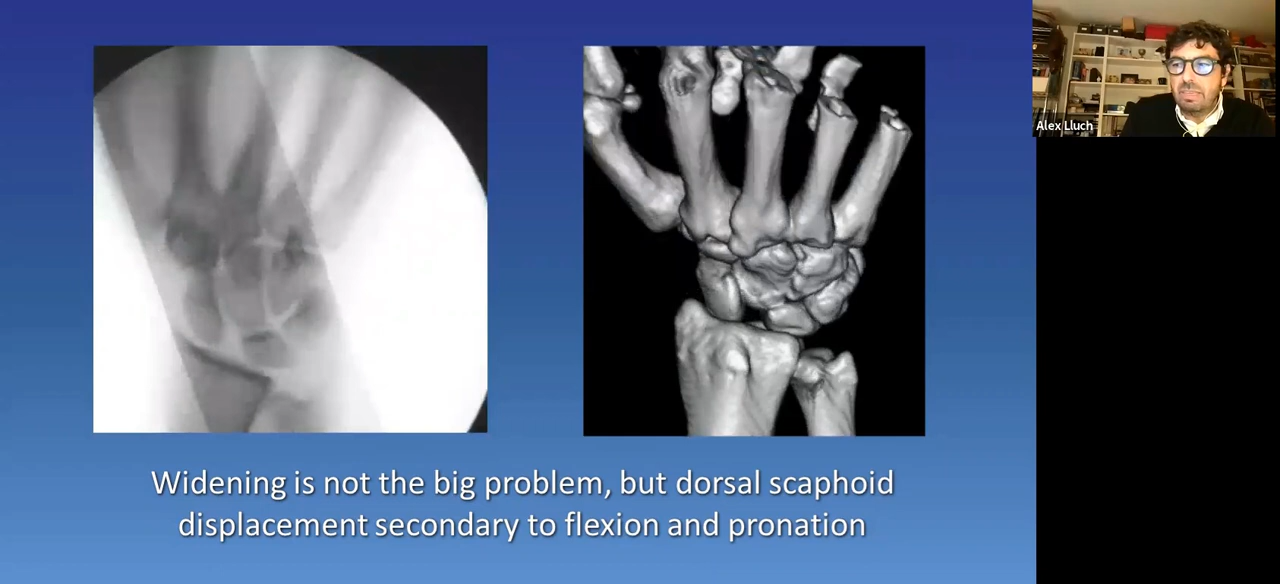 Alex Lluch
Widening is not the big problem, but dorsal scaphoid
displacement secondary to flexion and pronation